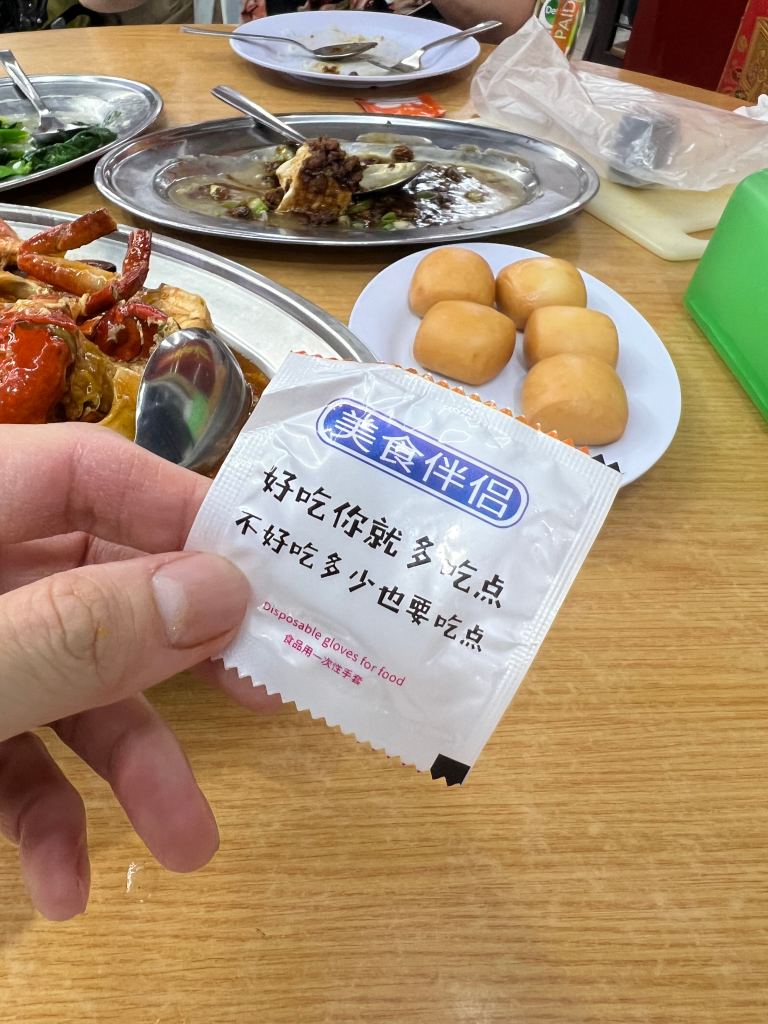 PAID
美食伴侣
好吃你就多吃点
不好吃多少也要吃点
Disposable gloves for food
食品用一次性手套